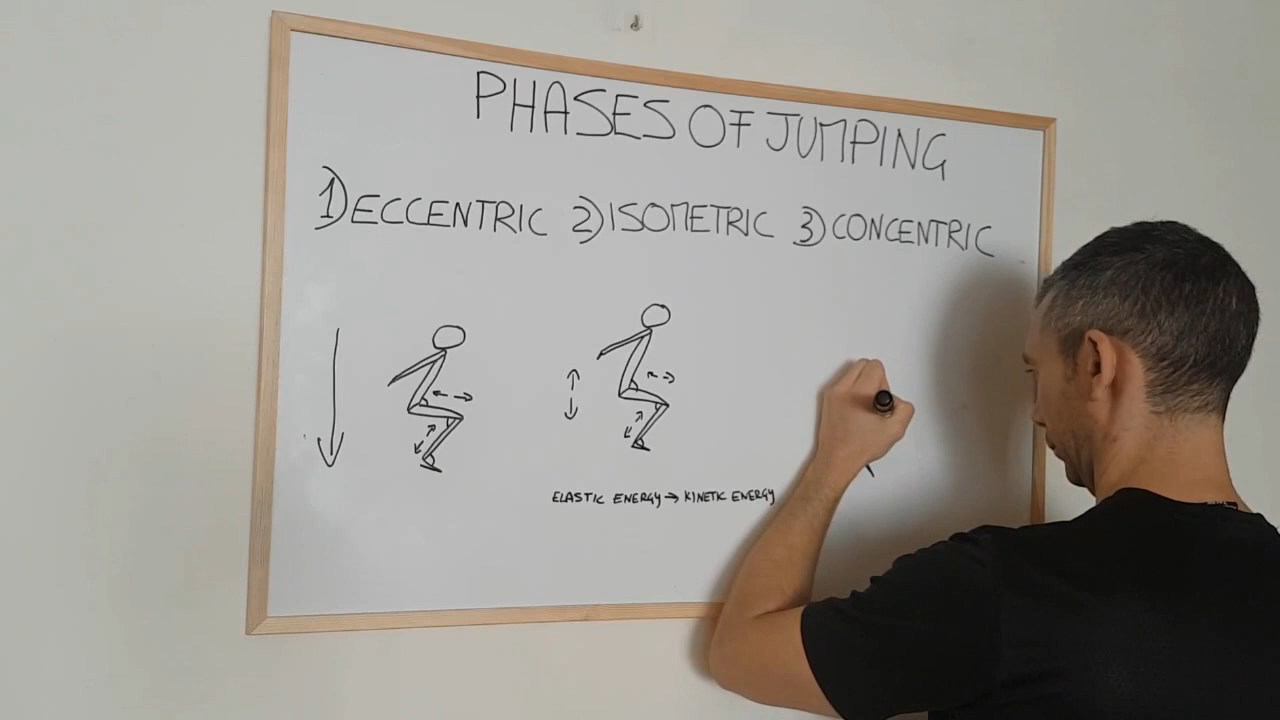 PHASES OF JUMPING
1) ECCENTRIC 2) ISOMETRIC 3) CONCENTRIC
ELASTIC ENERGY → KINETIC ENERGY